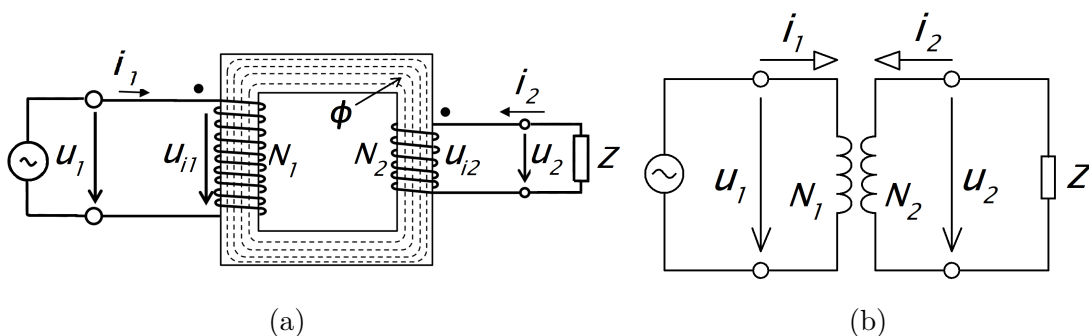 i₁ i₂
i₁ i₂
ϕ
u₁ uᵢ₁ N₁ N₂ uᵢ₂ u₂ Z
u₁ N₁ N₂ u₂ Z
(a) (b)